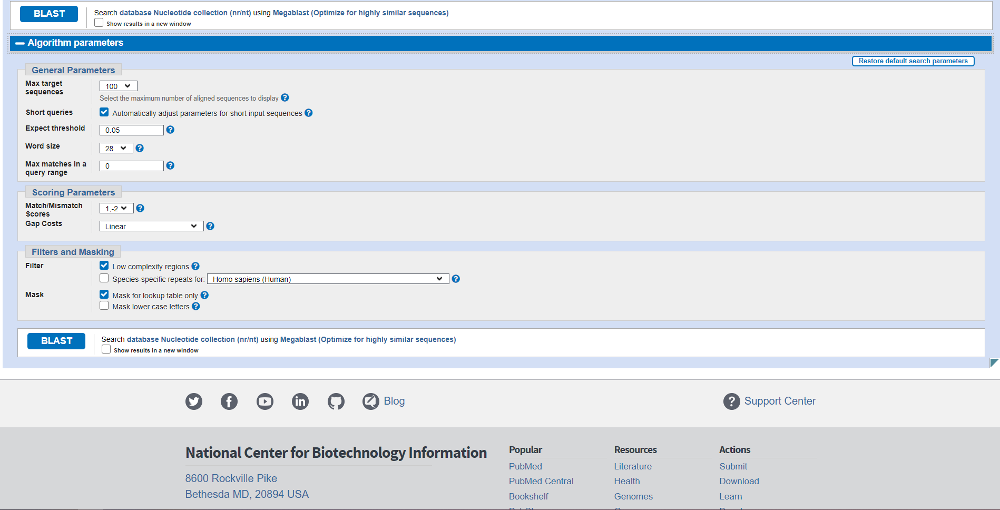 BLAST
Search database Nucleotide collection (nr/nt) using Megablast (Optimize for highly similar sequences)
Show results in a new window
Algorithm parameters
Restore default search parameters
General Parameters
Max target sequences
100
Select the maximum number of aligned sequences to display
Short queries
Automatically adjust parameters for short input sequences
Expect threshold
0.05
Word size
28
Max matches in a query range
0
Scoring Parameters
Match/Mismatch Scores
1,-2
Gap Costs
Linear
Filters and Masking
Filter
Low complexity regions
Species-specific repeats for: Homo sapiens (Human)
Mask
Mask for lookup table only
Mask lower case letters
BLAST
Search database Nucleotide collection (nr/nt) using Megablast (Optimize for highly similar sequences)
Show results in a new window
Blog
Support Center
National Center for Biotechnology Information
8600 Rockville Pike
Bethesda MD, 20894 USA
Popular
PubMed
PubMed Central
Bookshelf
Resources
Literature
Health
Genomes
Actions
Submit
Download
Learn